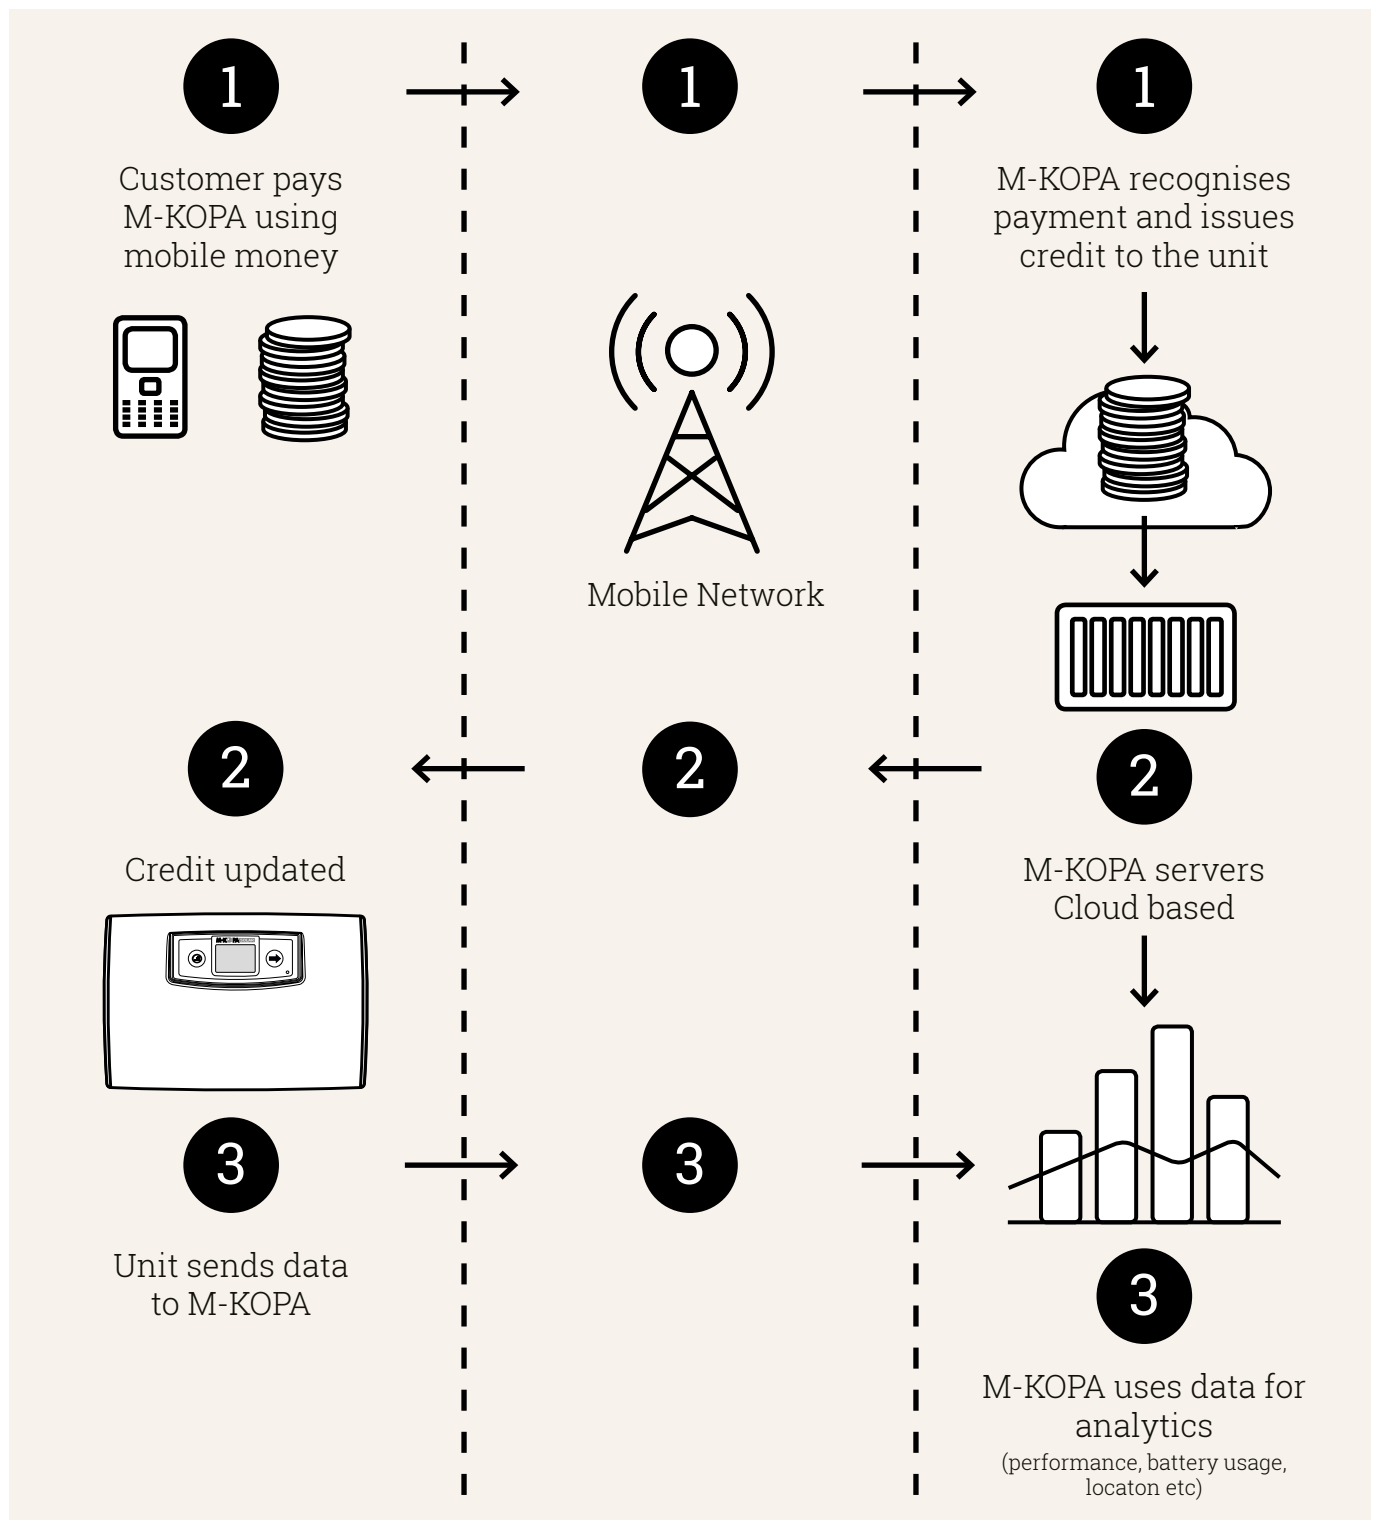 1
1
1
Customer pays
M-KOPA using
mobile money
M-KOPA recognises
payment and issues
credit to the unit
Mobile Network
2
2
2
Credit updated
M-KOPA servers
Cloud based
3
3
Unit sends data
to M-KOPA
3
M-KOPA uses data for
analytics
(performance, battery usage,
locaton etc)